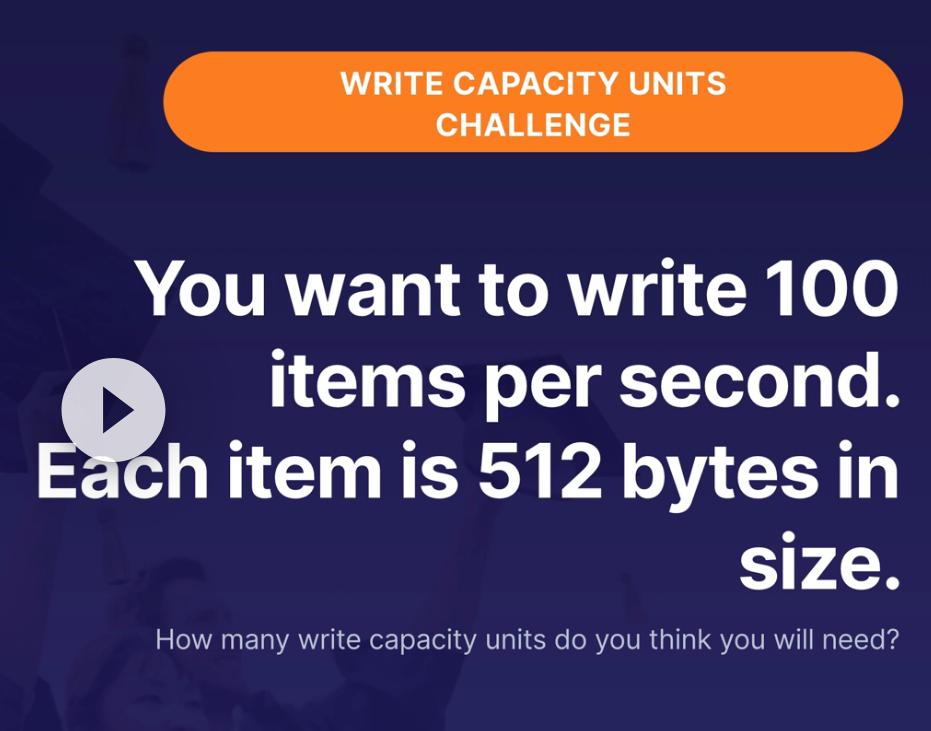 WRITE CAPACITY UNITS
CHALLENGE
You want to write 100
items per second.
Each item is 512 bytes in
size.
How many write capacity units do you think you will need?